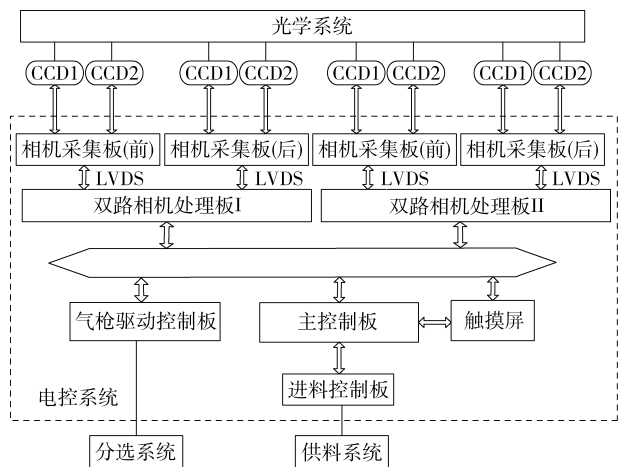 光学系统
CCD1 CCD2 CCD1 CCD2 CCD1 CCD2 CCD1 CCD2
相机采集板(前) 相机采集板(后) 相机采集板(前) 相机采集板(后)
LVDS LVDS LVDS LVDS
双路相机处理板I 双路相机处理板II
气枪驱动控制板 主控制板 触摸屏
进料控制板
电控系统
分选系统 供料系统